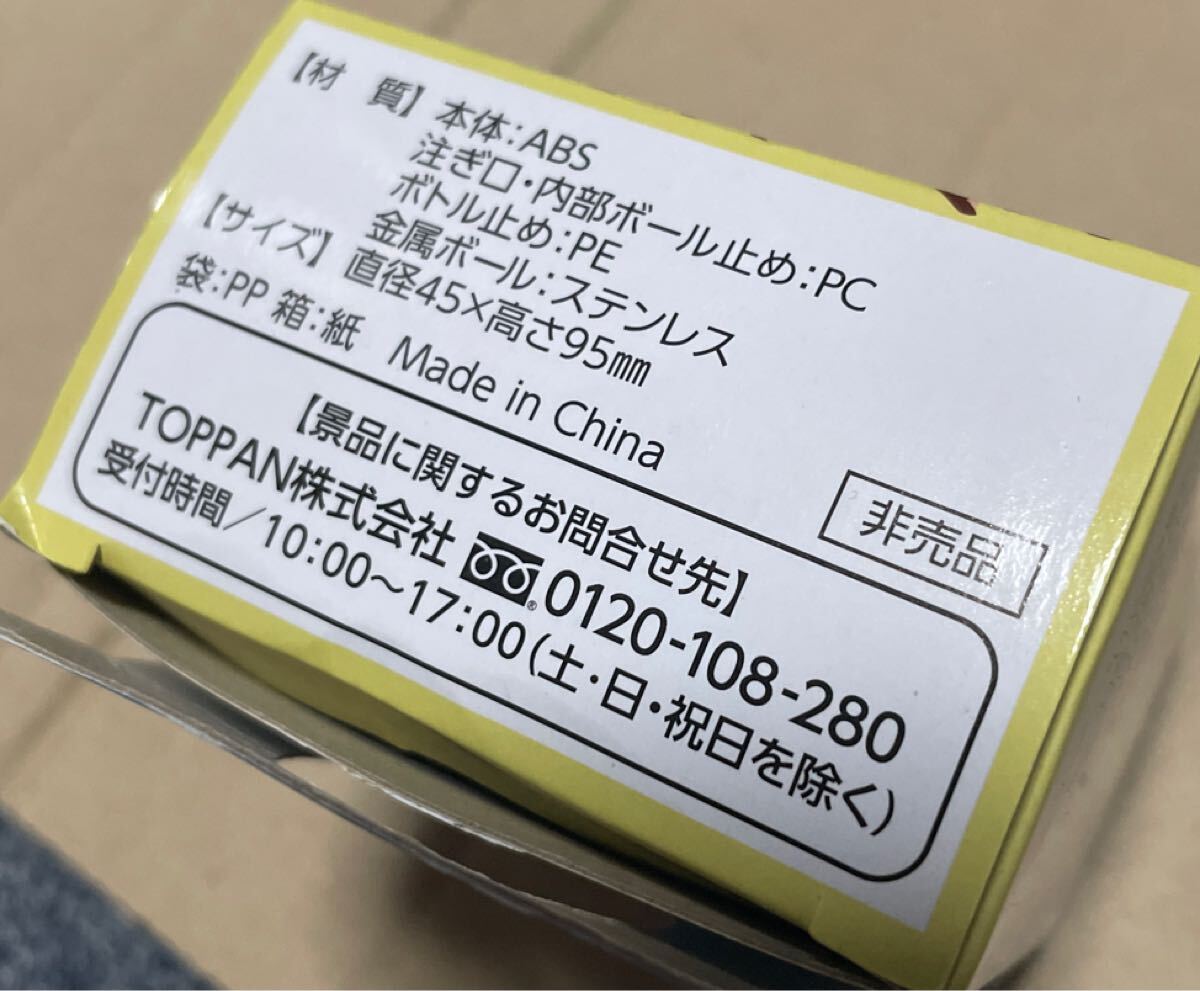 【材　質】本体：ABS
注ぎ口・内部ボール止め：PC
ボトル止め：PE
金属ボール：ステンレス
【サイズ】直径45×高さ95㎜
袋：PP 箱：紙　Made in China
非売品
【景品に関するお問合せ先】
TOPPAN株式会社 0120-108-280
受付時間／10：00～17：00（土・日・祝日を除く）